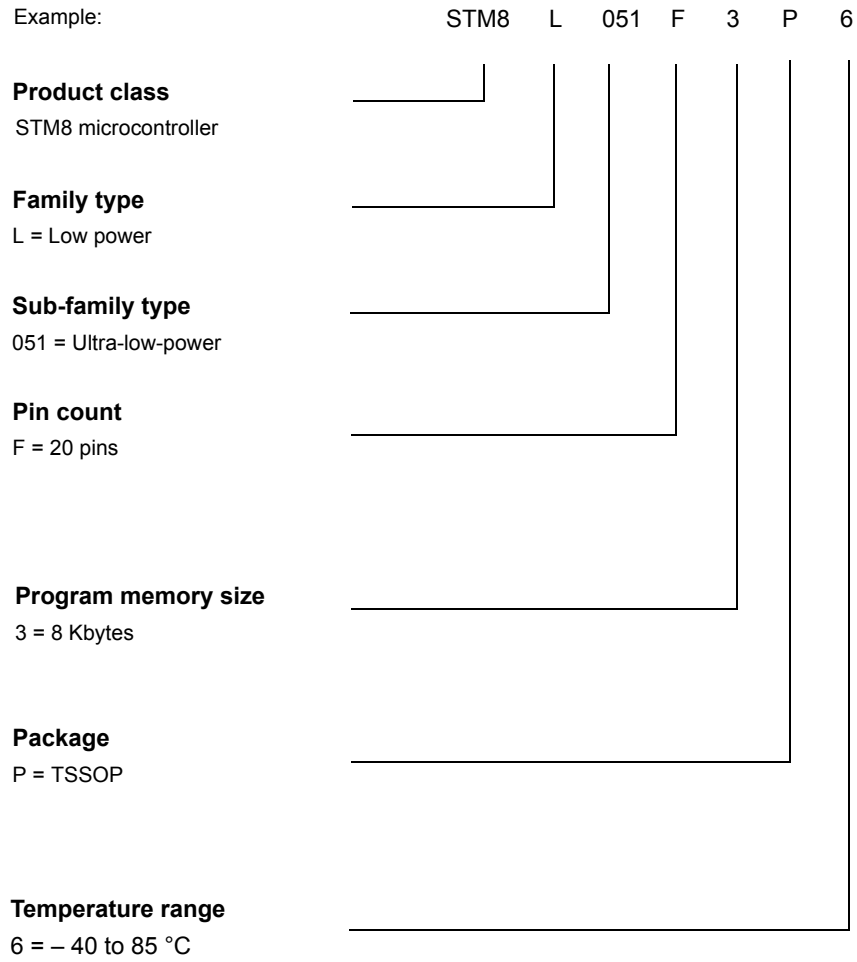 Example: STM8 L 051 F 3 P 6
Product class
STM8 microcontroller
Family type
L = Low power
Sub-family type
051 = Ultra-low-power
Pin count
F = 20 pins
Program memory size
3 = 8 Kbytes
Package
P = TSSOP
Temperature range
6 = – 40 to 85 °C